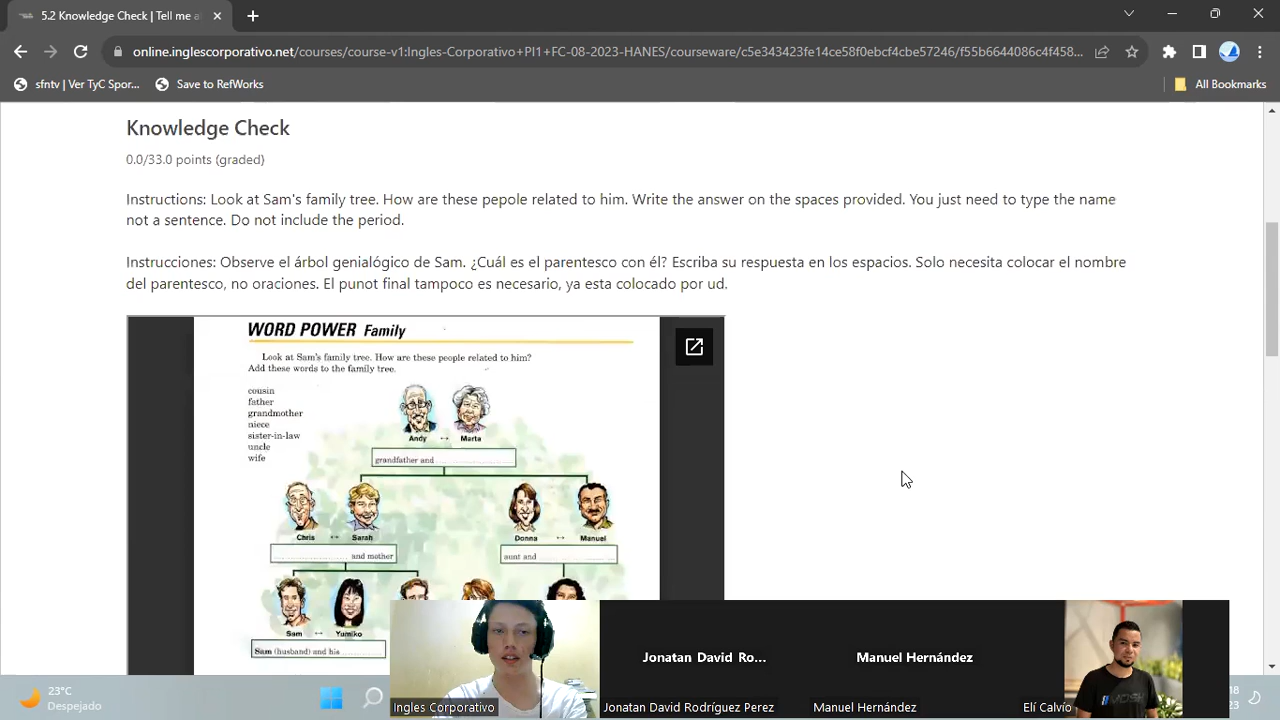 5.2 Knowledge Check | Tell me a
online.inglescorporativo.net/courses/course-v1:Ingles-Corporativo+PI1+FC-08-2023-HANES/courseware/c5e343423fe14ce58f0ebcf4cbe57246/f55b6644086c4f458...
sfntv | Ver TyC Spor...
Save to RefWorks
All Bookmarks
Knowledge Check
0.0/33.0 points (graded)
Instructions: Look at Sam's family tree. How are these pepole related to him. Write the answer on the spaces provided. You just need to type the name
not a sentence. Do not include the period.
Instrucciones: Observe el árbol genialógico de Sam. ¿Cuál es el parentesco con él? Escriba su respuesta en los espacios. Solo necesita colocar el nombre
del parentesco, no oraciones. El punot final tampoco es necesario, ya esta colocado por ud.
WORD POWER Family
Look at Sam's family tree. How are these people related to him?
Add these words to the family tree.
cousin
father
grandmother
niece
sister-in-law
uncle
wife
Andy ↔ Marta
grandfather and
Chris ↔ Sarah
Donna ↔ Manuel
and mother
aunt and
Sam ↔ Yumiko
Sam (husband) and his
Jonatan David Ro...
Manuel Hernández
Ingles Corporativo
Jonatan David Rodríguez Perez
Manuel Hernández
Elí Calvío
23°C
Despejado
18
23